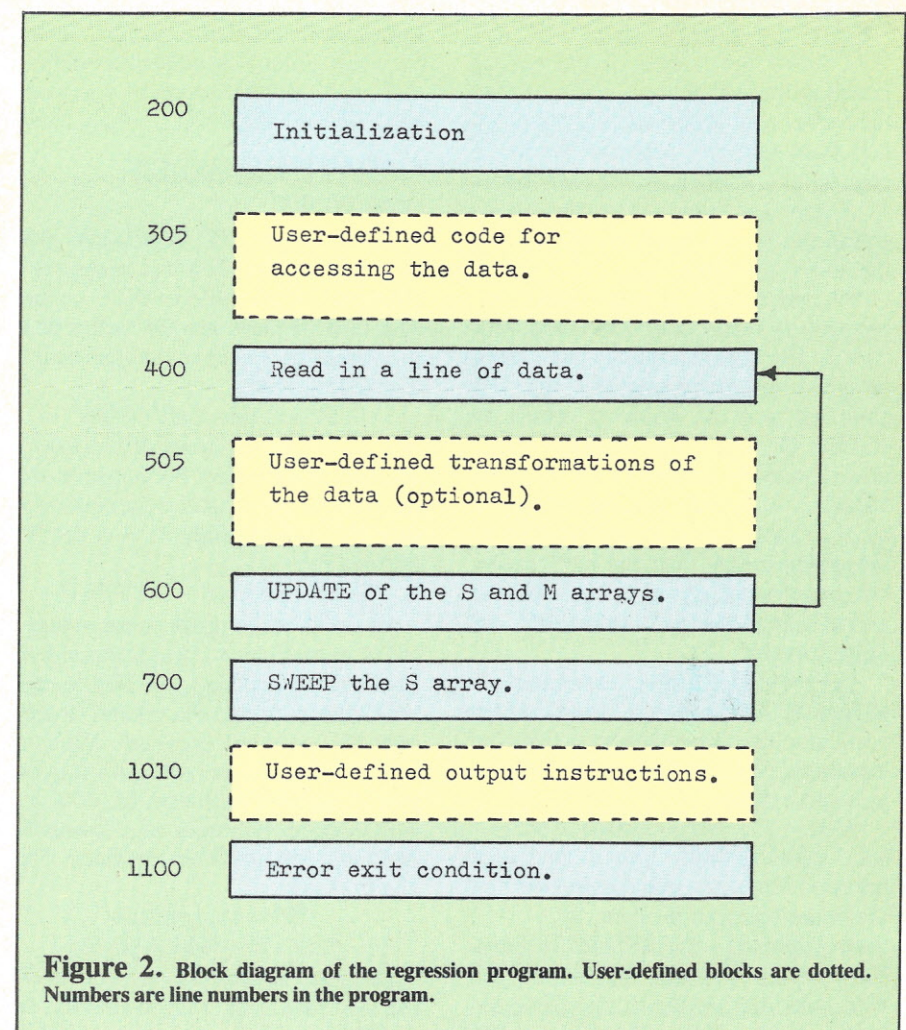 200
Initialization
305
User-defined code for
accessing the data.
400
Read in a line of data.
505
User-defined transformations of
the data (optional).
600
UPDATE of the S and M arrays.
700
SWEEP the S array.
1010
User-defined output instructions.
1100
Error exit condition.
Figure 2. Block diagram of the regression program. User-defined blocks are dotted.
Numbers are line numbers in the program.